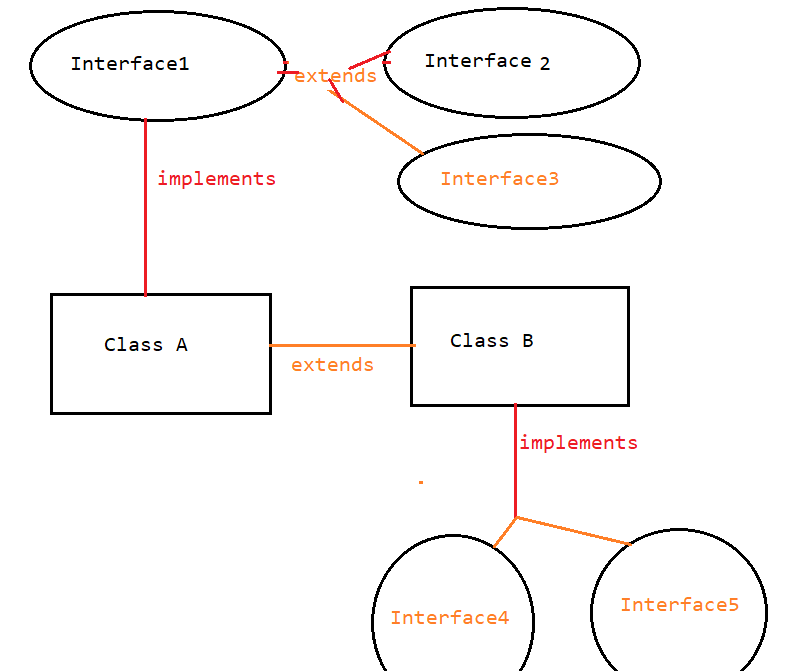 Interface1
extends
Interface 2
Interface3
implements
Class A
extends
Class B
implements
Interface4
Interface5